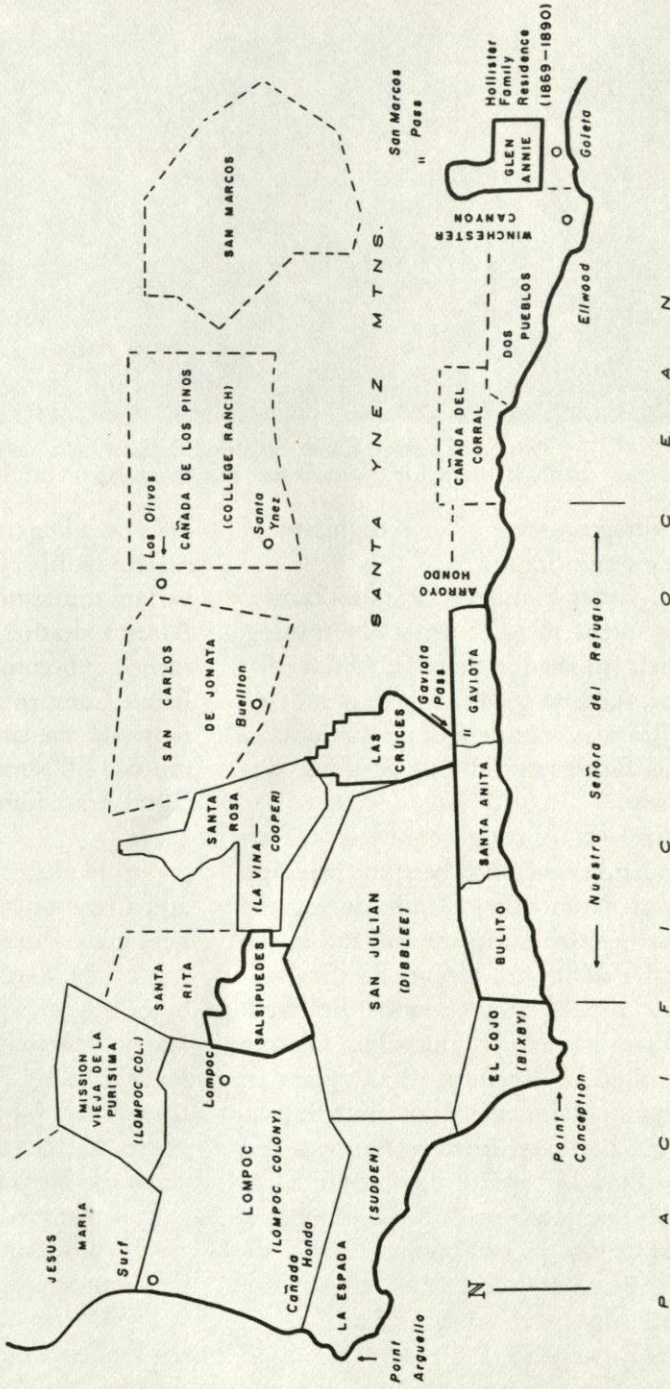 JESUS
MARIA
Surf
MISSION
VIEJA DE LA
PURISIMA
(LOMPOC COL.)
SANTA
RITA
Lompoc
LOMPOC
(LOMPOC COLONY)
Cañada
Honda
LA ESPADA
(SUDDEN)
Point
Arguello
SALSIPUEDES
SANTA
ROSA
(LA VINA—
COOPER)
SAN CARLOS
DE JONATA
Buellton
Los Olivos
CAÑADA DE LOS PINOS
(COLLEGE RANCH)
Santa
Ynez
SAN MARCOS
SAN JULIAN
(DIBBLEE)
LAS
CRUCES
Gaviota
Pass
SANTA YNEZ MTNS.
San Marcos
Pass
EL COJO
(BIXBY)
Point
Conception
BULITO
SANTA ANITA
GAVIOTA
ARROYO
HONDO
CAÑADA DEL
CORRAL
DOS
PUEBLOS
WINCHESTER
CANYON
GLEN
ANNIE
Hollister
Family
Residence
(1869–1890)
Ellwood
Goleta
Nuestra Señora del Refugio
N
PACIFIC OCEAN